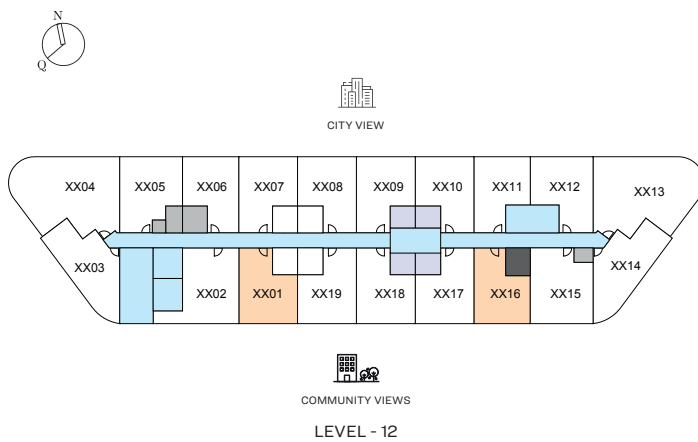 N
Q
CITY VIEW
XX04 XX05 XX06 XX07 XX08 XX09 XX10 XX11 XX12 XX13
XX03 XX14
XX02 XX01 XX19 XX18 XX17 XX16 XX15
COMMUNITY VIEWS
LEVEL - 12